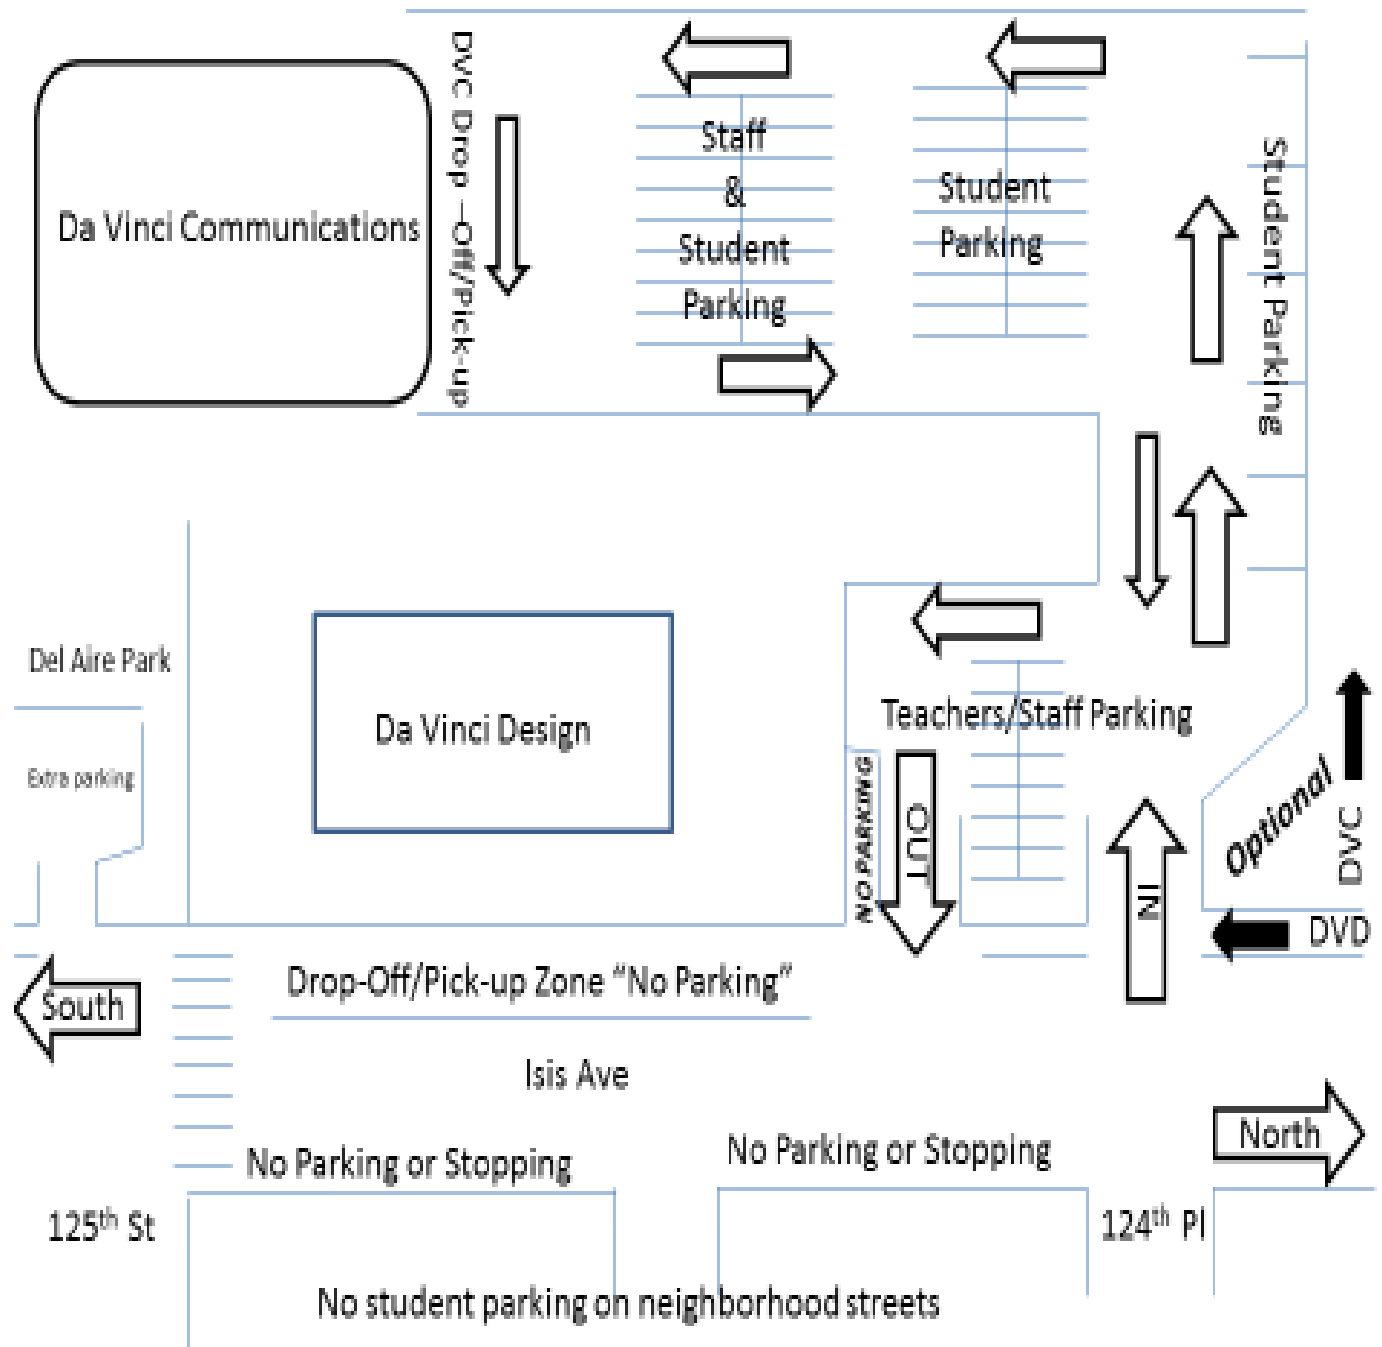 DVC Drop –Off/Pick-up
Da Vinci Communications
Staff
&
Student
Parking
Student
Parking
Student Parking
Del Aire Park
Extra parking
Da Vinci Design
Teachers/Staff Parking
NO PARKING
OUT
IN
Optional
DVC
DVD
South
Drop-Off/Pick-up Zone “No Parking”
Isis Ave
North
No Parking or Stopping
No Parking or Stopping
125th St
124th Pl
No student parking on neighborhood streets